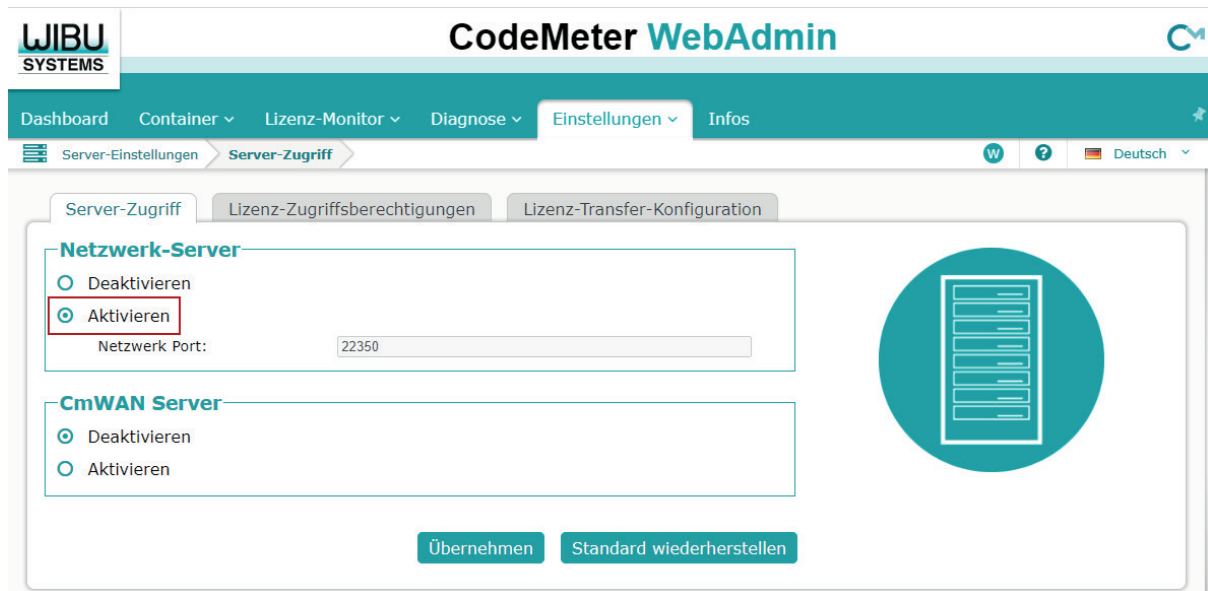 WIBU
SYSTEMS
CodeMeter WebAdmin
CM
Dashboard Container Lizenz-Monitor Diagnose Einstellungen Infos
Server-Einstellungen Server-Zugriff W ? Deutsch
Server-Zugriff Lizenz-Zugriffsberechtigungen Lizenz-Transfer-Konfiguration
Netzwerk-Server
Deaktivieren
Aktivieren
Netzwerk Port: 22350
CmWAN Server
Deaktivieren
Aktivieren
Übernehmen Standard wiederherstellen